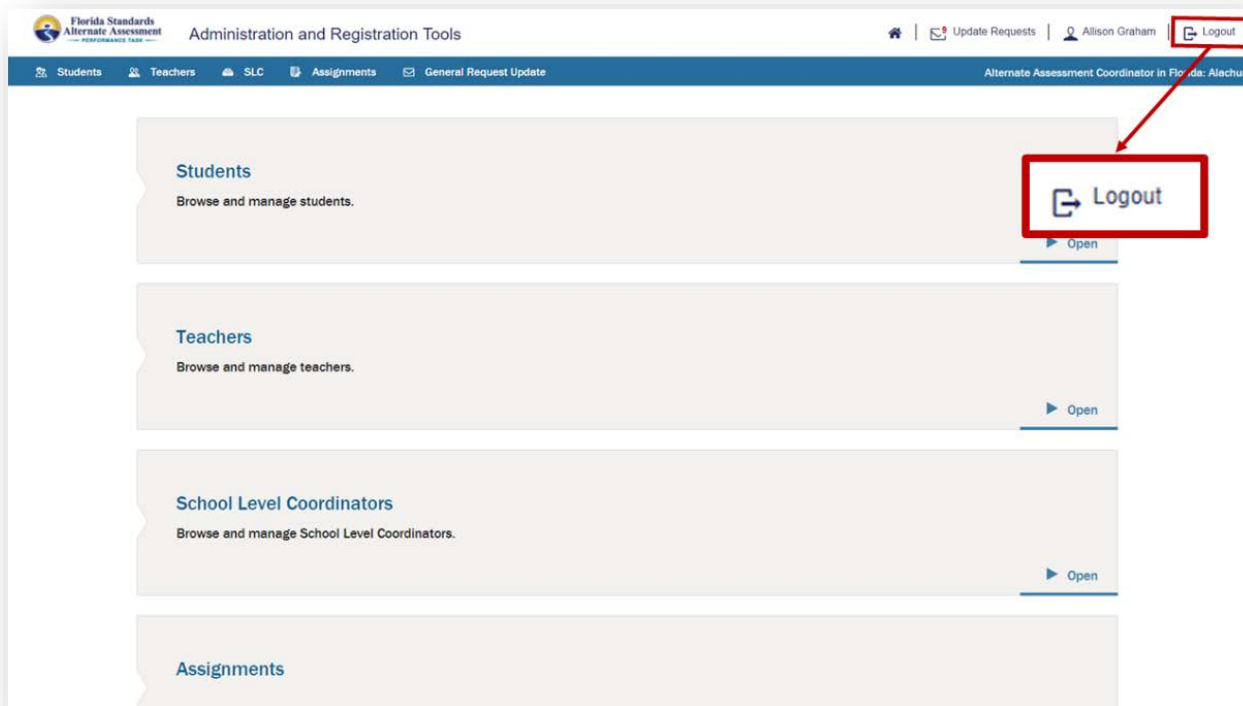 Florida Standards
Alternate Assessment
PERFORMANCE TASK
Administration and Registration Tools
Update Requests
Allison Graham
Logout
Students
Teachers
SLC
Assignments
General Request Update
Alternate Assessment Coordinator in Florida: Alachu
Students
Browse and manage students.
Logout
Open
Teachers
Browse and manage teachers.
Open
School Level Coordinators
Browse and manage School Level Coordinators.
Open
Assignments